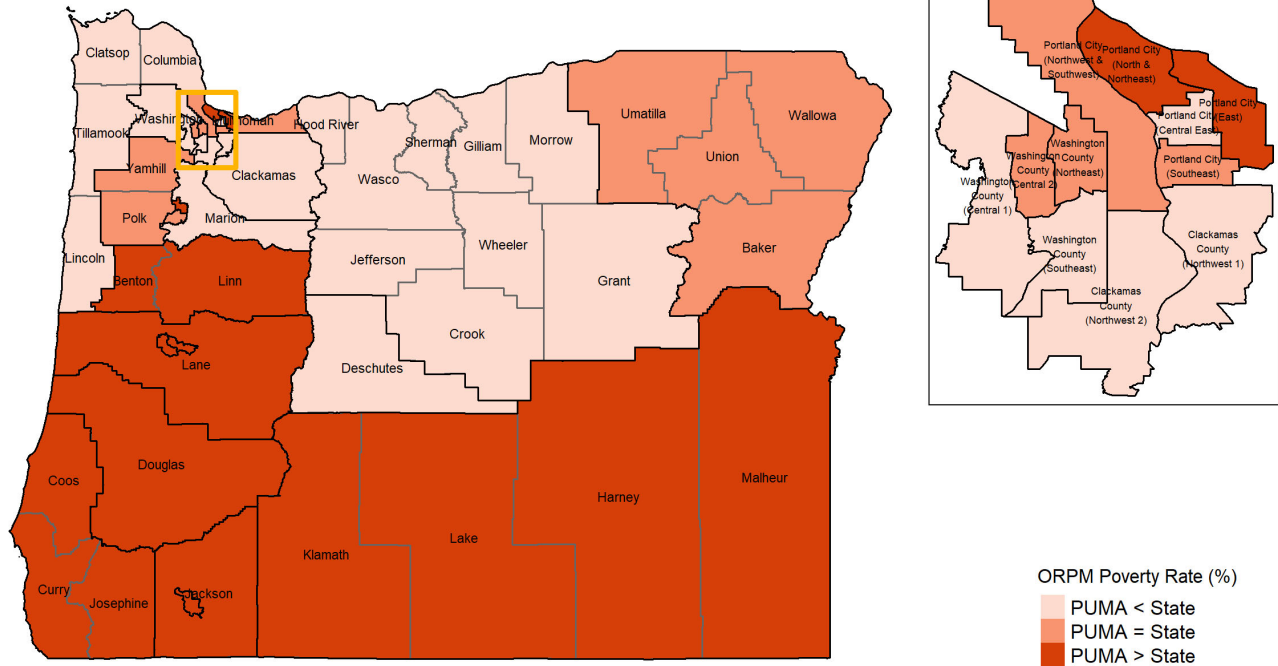 Clatsop
Columbia
Tillamook
Washington
Hood River
Sherman
Gilliam
Morrow
Umatilla
Wallowa
Union
Yamhill
Clackamas
Wasco
Polk
Marion
Wheeler
Baker
Lincoln
Jefferson
Grant
Benton
Linn
Crook
Deschutes
Lane
Douglas
Coos
Malheur
Harney
Lake
Klamath
Curry
Josephine
Jackson
Portland City
(Northwest &
Southwest)
Portland City
(North &
Northeast)
Portland City
(East)
Portland City
(Central East)
Washington
County
(Northeast)
Washington
County
(Central 2)
Portland City
(Southeast)
Washington
County
(Central 1)
Washington
County
(Southeast)
Clackamas
County
(Northwest 1)
Clackamas
County
(Northwest 2)
ORPM Poverty Rate (%)
PUMA < State
PUMA = State
PUMA > State